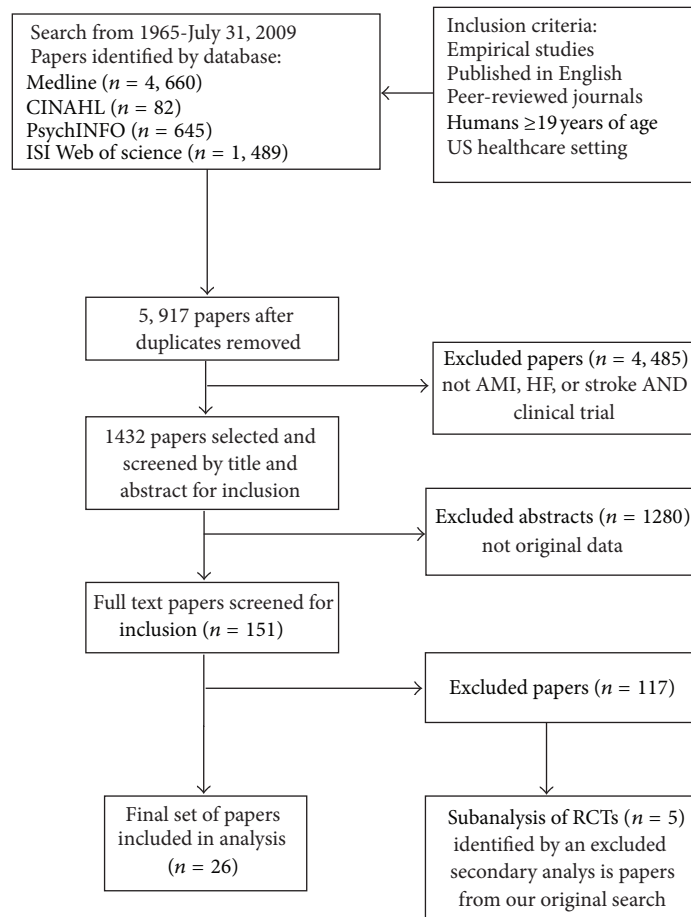 Search from 1965-July 31, 2009
Papers identified by database:
Medline (n = 4, 660)
CINAHL (n = 82)
PsychINFO (n = 645)
ISI Web of science (n = 1, 489)
Inclusion criteria:
Empirical studies
Published in English
Peer-reviewed journals
Humans ≥19 years of age
US healthcare setting
5, 917 papers after
duplicates removed
Excluded papers (n = 4, 485)
not AMI, HF, or stroke AND
clinical trial
1432 papers selected and
screened by title and
abstract for inclusion
Excluded abstracts (n = 1280)
not original data
Full text papers screened for
inclusion (n = 151)
Excluded papers (n = 117)
Final set of papers
included in analysis
(n = 26)
Subanalysis of RCTs (n = 5)
identified by an excluded
secondary analys is papers
from our original search